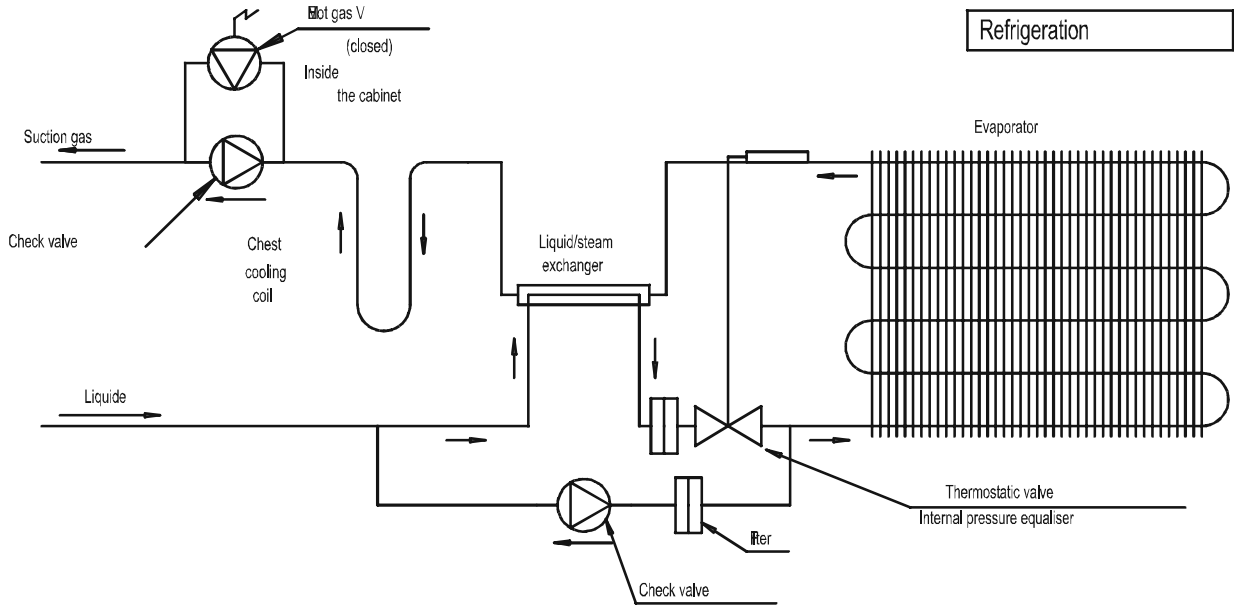 Hot gas V
(closed)
Inside
the cabinet
Refrigeration
Suction gas
Evaporator
Check valve
Chest
cooling
coil
Liquid/steam
exchanger
Liquide
Thermostatic valve
Internal pressure equaliser
Check valve